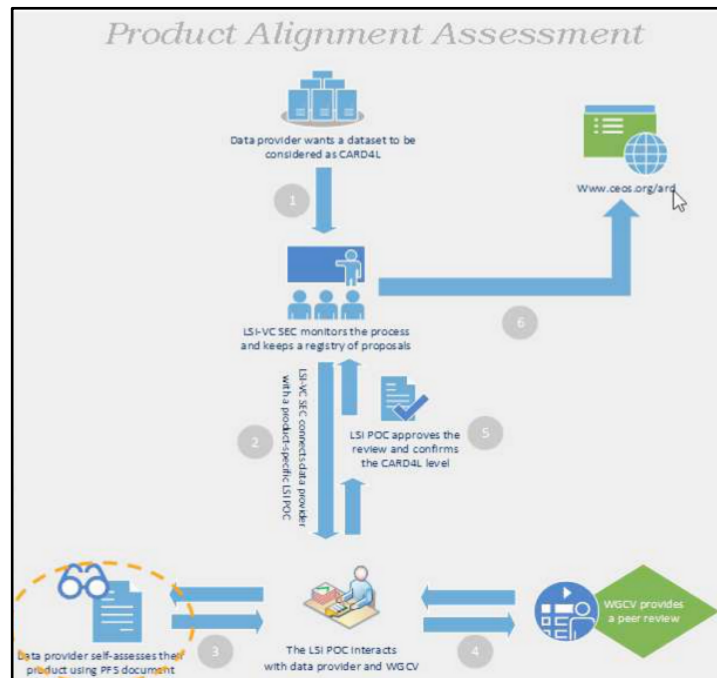 Product Alignment Assessment
Data provider wants a dataset to be
considered as CARD4L
1
Www.ceos.org/ard
LSI-VC SEC monitors the process
and keeps a registry of proposals
6
LSI-VC SEC connects data provider
with a product-specific LSI POC
2
LSI POC approves the
review and confirms
the CARD4L level
5
Data provider self-assesses their
product using PFS document
3
The LSI POC interacts
with data provider and WGCV
4
WGCV provides
a peer review